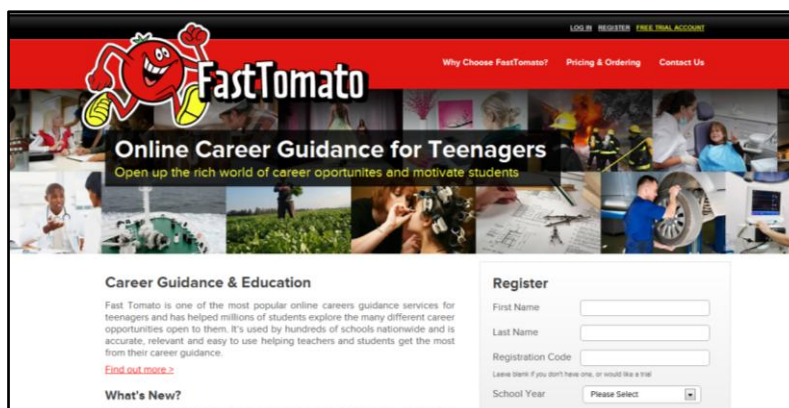 LOG IN REGISTER FREE TRIAL ACCOUNT
FastTomato
Why Choose FastTomato? Pricing & Ordering Contact Us
Online Career Guidance for Teenagers
Open up the rich world of career oportunites and motivate students
Career Guidance & Education
Fast Tomato is one of the most popular online careers guidance services for
teenagers and has helped millions of students explore the many different career
opportunities open to them. It's used by hundreds of schools nationwide and is
accurate, relevant and easy to use helping teachers and students get the most
from their career guidance.
Find out more >
What's New?
Register
First Name
Last Name
Registration Code
Leave blank if you don't have one, or would like a trial
School Year Please Select